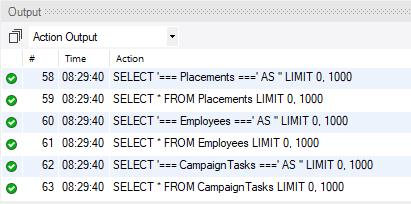 Output
Action Output
# Time Action
58 08:29:40 SELECT '=== Placements ===' AS '' LIMIT 0, 1000
59 08:29:40 SELECT * FROM Placements LIMIT 0, 1000
60 08:29:40 SELECT '=== Employees ===' AS '' LIMIT 0, 1000
61 08:29:40 SELECT * FROM Employees LIMIT 0, 1000
62 08:29:40 SELECT '=== CampaignTasks ===' AS '' LIMIT 0, 1000
63 08:29:40 SELECT * FROM CampaignTasks LIMIT 0, 1000